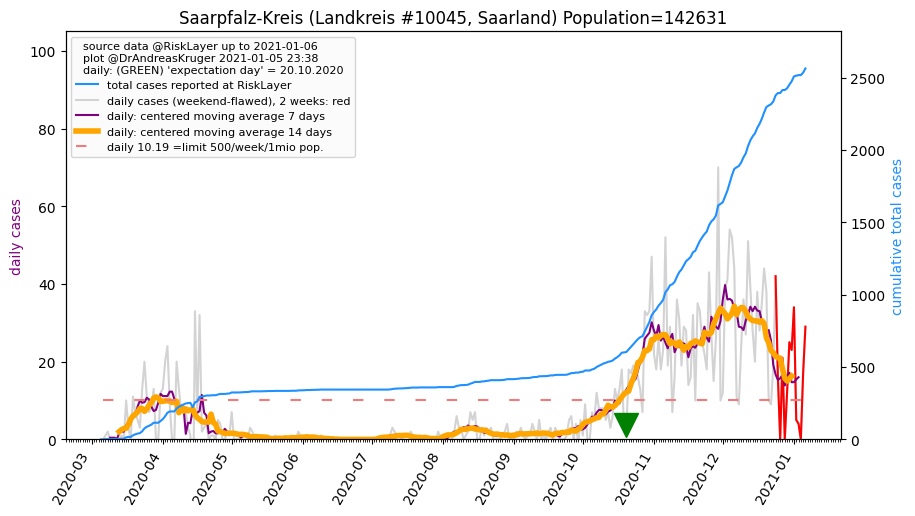 Saarpfalz-Kreis (Landkreis #10045, Saarland) Population=142631
source data @RiskLayer up to 2021-01-06
plot @DrAndreasKruger 2021-01-05 23:38
daily: (GREEN) 'expectation day' = 20.10.2020
total cases reported at RiskLayer
daily cases (weekend-flawed), 2 weeks: red
daily: centered moving average 7 days
daily: centered moving average 14 days
daily 10.19 =limit 500/week/1mio pop.
daily cases
100
80
60
40
20
0
cumulative total cases
2500
2000
1500
1000
500
0
2020-03
2020-04
2020-05
2020-06
2020-07
2020-08
2020-09
2020-10
2020-11
2020-12
2021-01